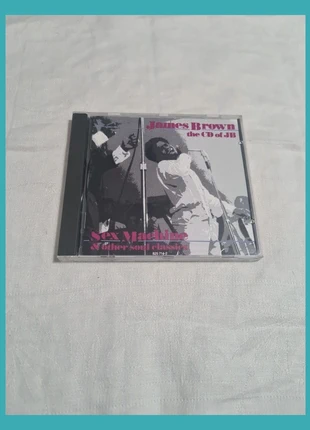 James Brown
the CD of JB
Sex Machine
& other soul classics